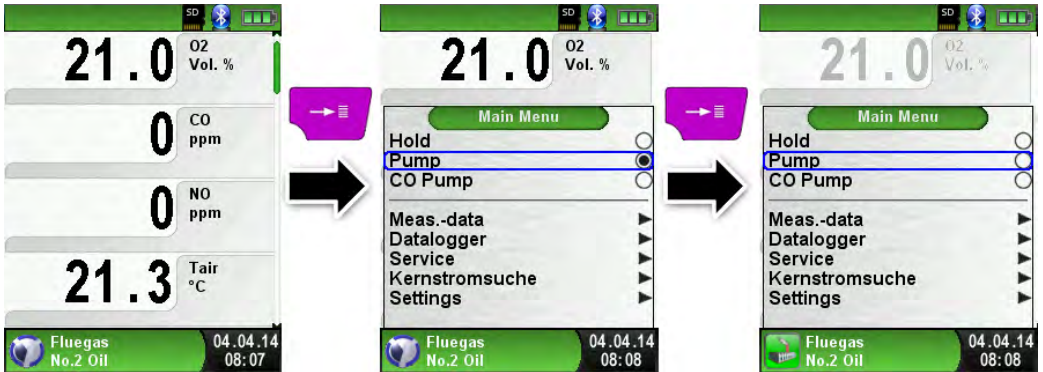 SD
21.0 O2
Vol. %
0 CO
ppm
0 NO
ppm
21.3 Tair
°C
Fluegas 04.04.14
No.2 Oil 08:07
SD
21.0 O2
Vol. %
Main Menu
Hold
Pump
CO Pump
Meas.-data
Datalogger
Service
Kernstromsuche
Settings
Fluegas 04.04.14
No.2 Oil 08:08
SD
21.0 O2
Vol. %
Main Menu
Hold
Pump
CO Pump
Meas.-data
Datalogger
Service
Kernstromsuche
Settings
Fluegas 04.04.14
No.2 Oil 08:08